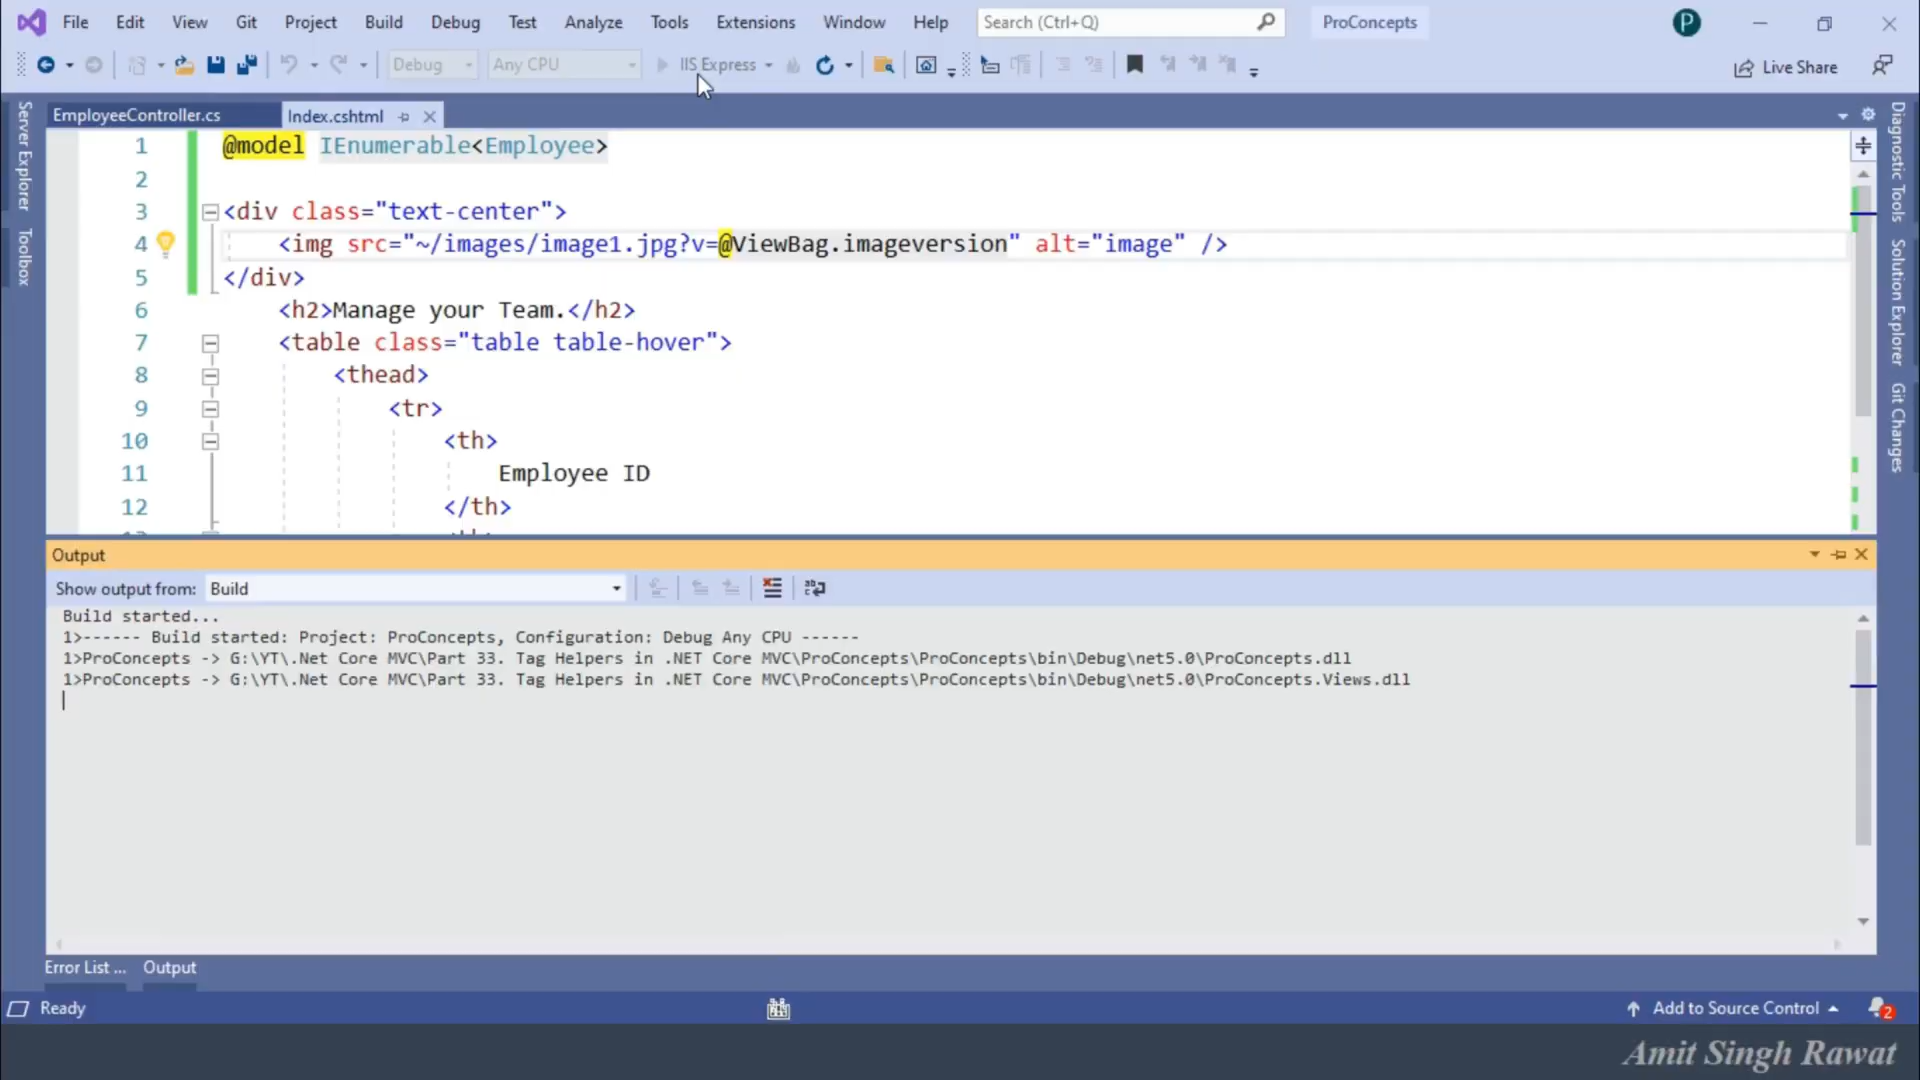 File Edit View Git Project Build Debug Test Analyze Tools Extensions Window Help Search (Ctrl+Q) ProConcepts P
Debug Any CPU IIS Express Live Share
Server Explorer
Toolbox
EmployeeController.cs Index.cshtml
1 @model IEnumerable<Employee>
2
3 <div class="text-center">
4 <img src="~/images/image1.jpg?v=@ViewBag.imageversion" alt="image" />
5 </div>
6 <h2>Manage your Team.</h2>
7 <table class="table table-hover">
8 <thead>
9 <tr>
10 <th>
11 Employee ID
12 </th>
Diagnostic Tools
Solution Explorer
Git Changes
Output
Show output from: Build
Build started...
1>------ Build started: Project: ProConcepts, Configuration: Debug Any CPU ------
1>ProConcepts -> G:\YT\.Net Core MVC\Part 33. Tag Helpers in .NET Core MVC\ProConcepts\ProConcepts\bin\Debug\net5.0\ProConcepts.dll
1>ProConcepts -> G:\YT\.Net Core MVC\Part 33. Tag Helpers in .NET Core MVC\ProConcepts\ProConcepts\bin\Debug\net5.0\ProConcepts.Views.dll
Error List ... Output
Ready Add to Source Control 2
Amit Singh Rawat